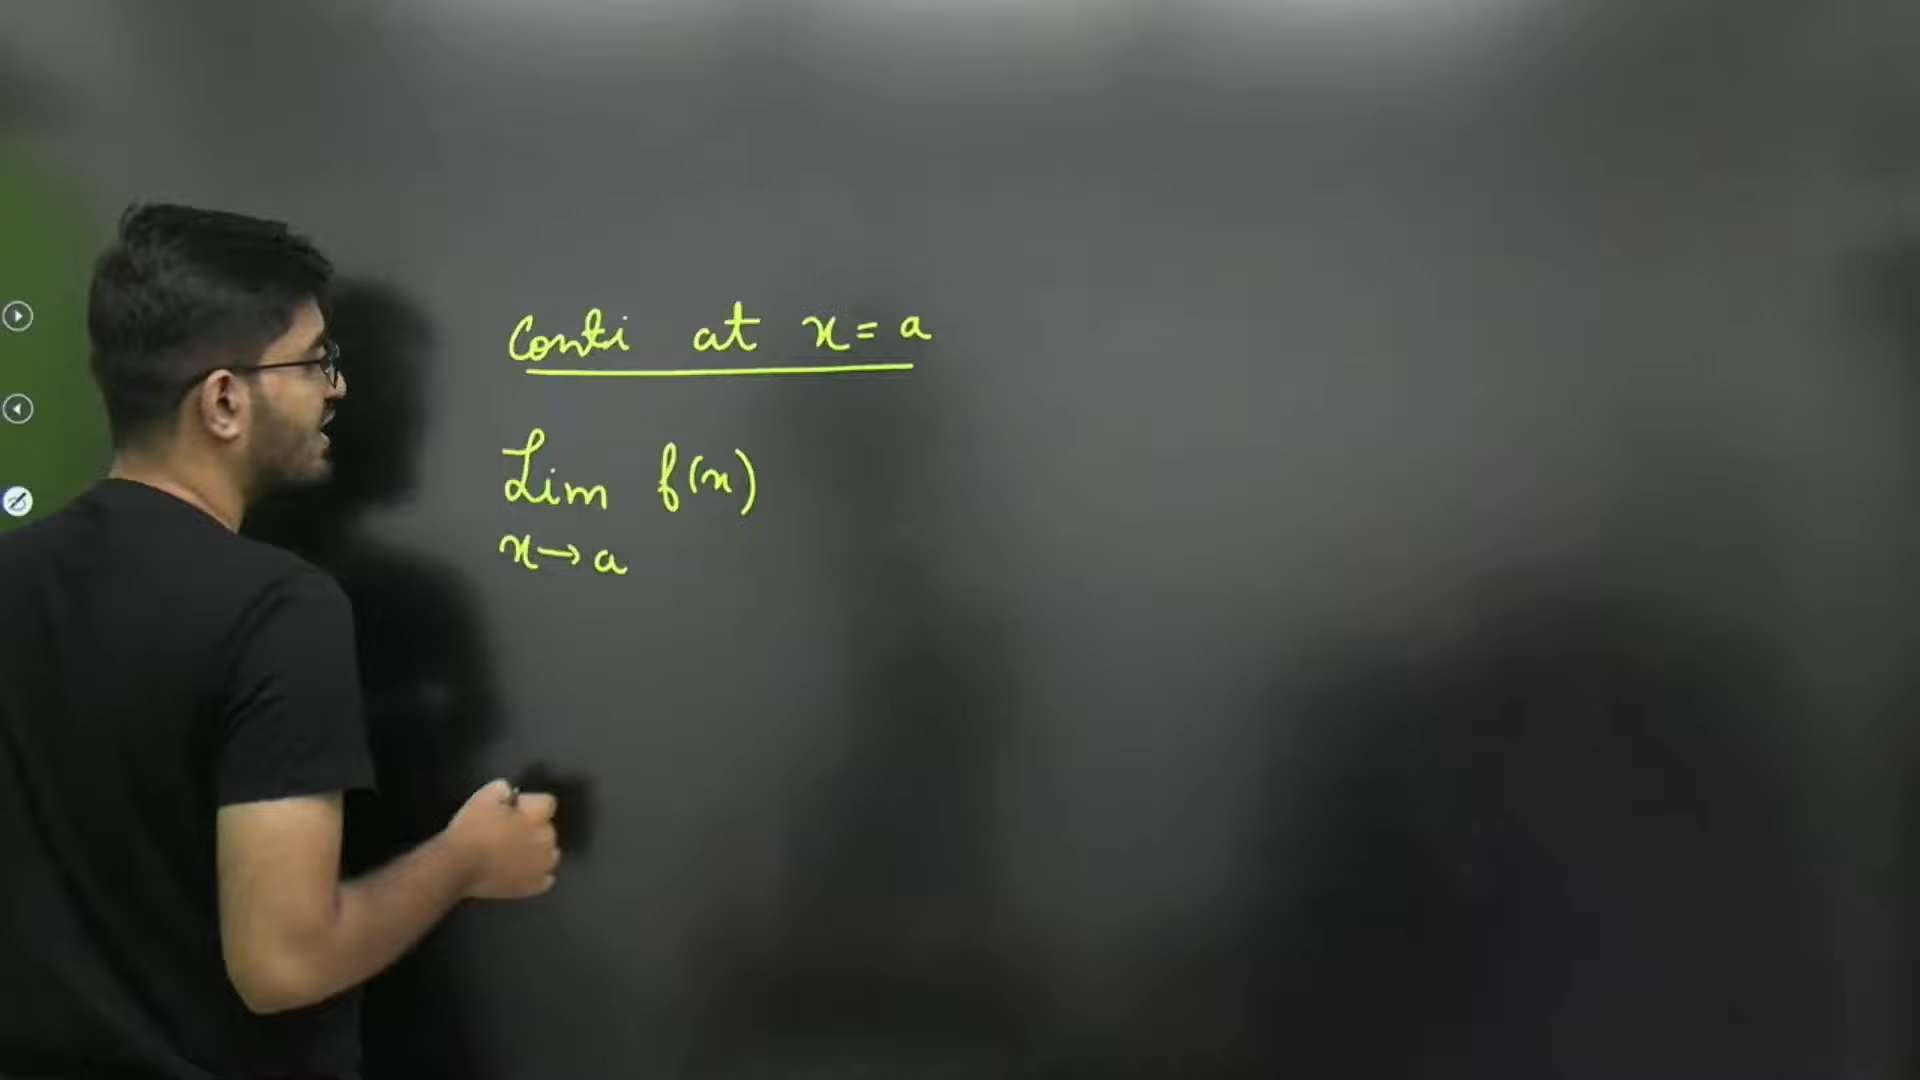 Conti at x = a
Lim f(x)
x → a